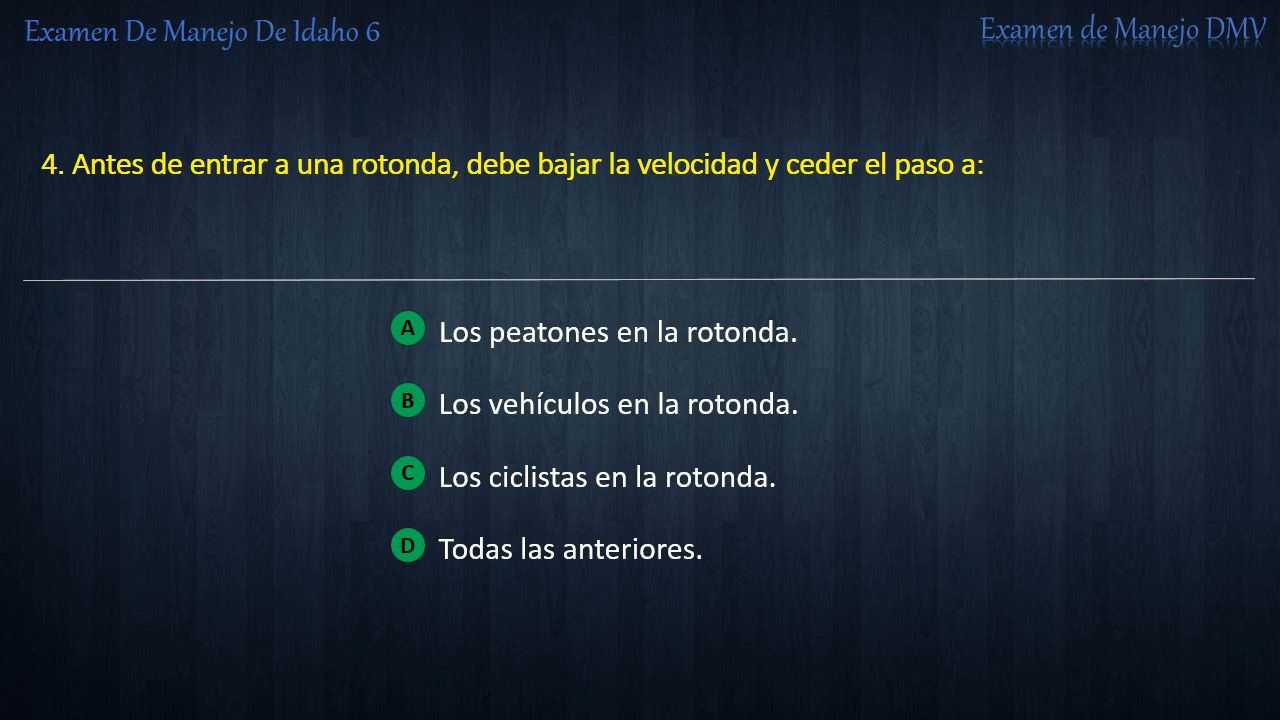 Examen De Manejo De Idaho 6
Examen de Manejo DMV
4. Antes de entrar a una rotonda, debe bajar la velocidad y ceder el paso a:
A Los peatones en la rotonda.
B Los vehículos en la rotonda.
C Los ciclistas en la rotonda.
D Todas las anteriores.